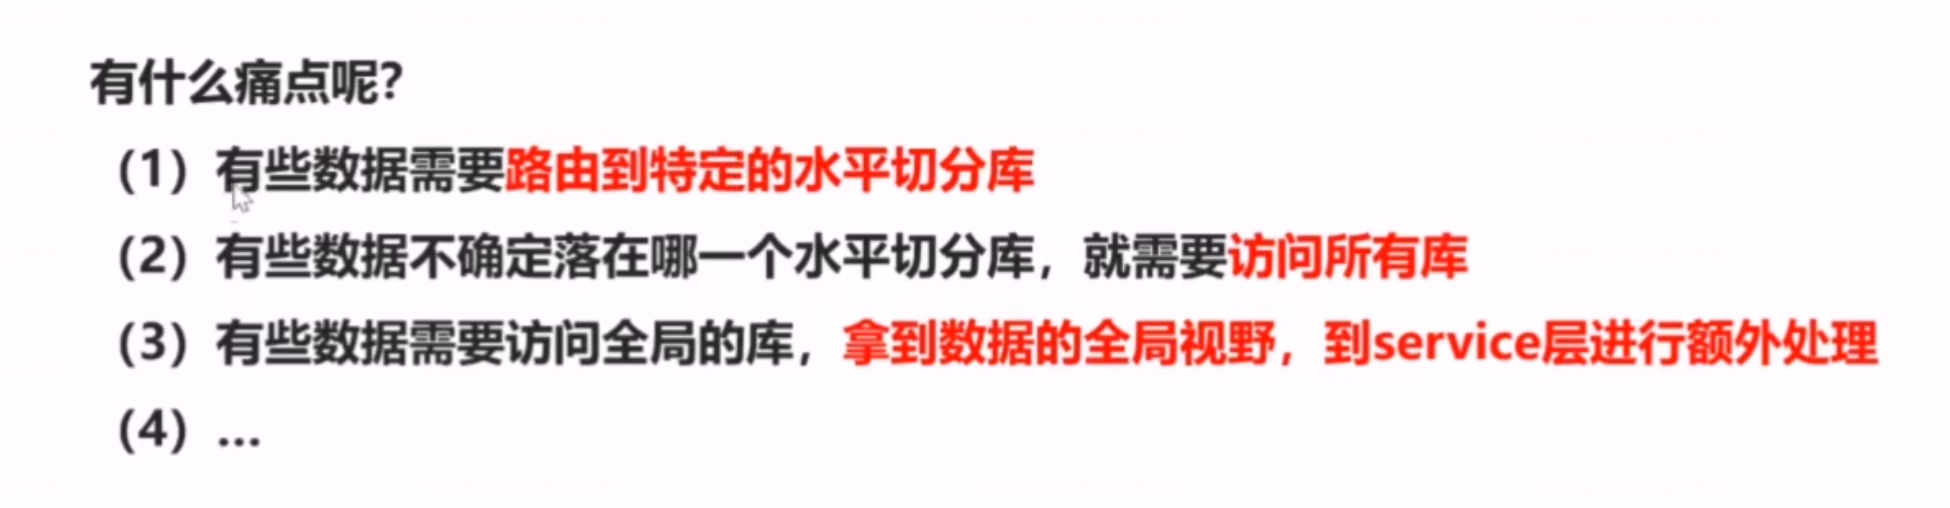 有什么痛点呢？
（1）有些数据需要路由到特定的水平切分库
（2）有些数据不确定落在哪一个水平切分库，就需要访问所有库
（3）有些数据需要访问全局的库，拿到数据的全局视野，到service层进行额外处理
（4）...